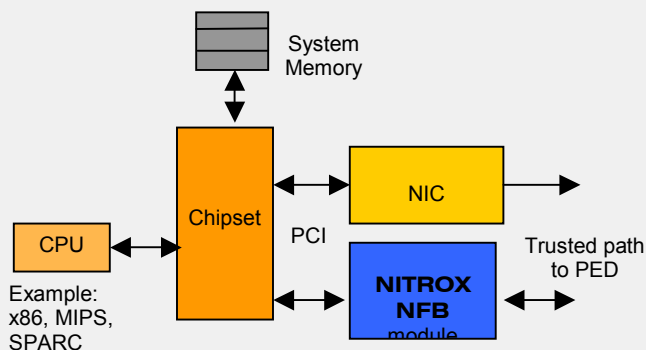 System
Memory
Chipset
NIC
CPU
PCI
Trusted path
to PED
NITROX
NFB
module
Example:
x86, MIPS,
SPARC